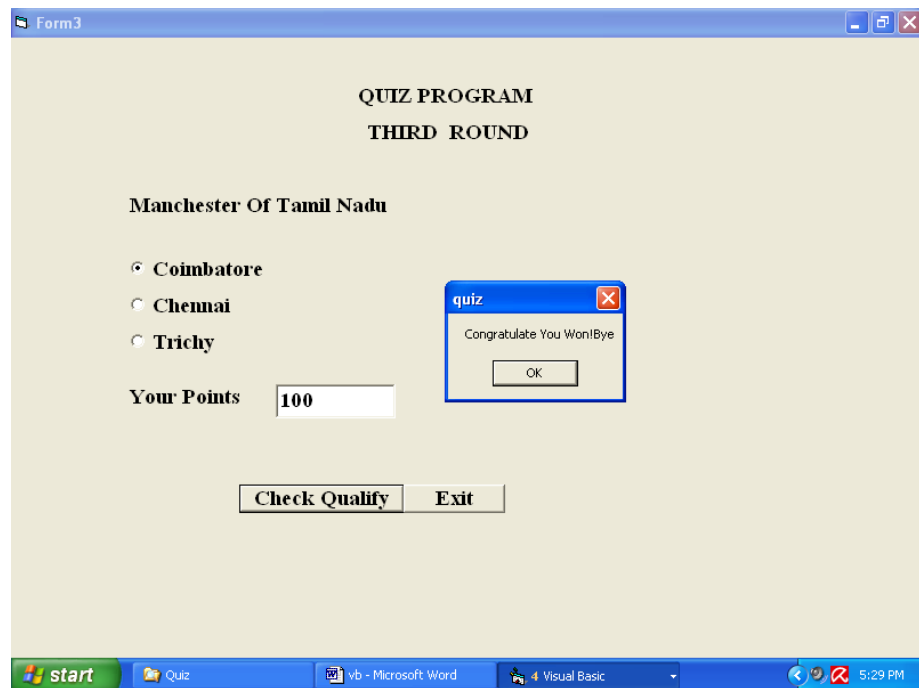 Form3
QUIZ PROGRAM
THIRD ROUND
Manchester Of Tamil Nadu
Coimbatore
Chennai
Trichy
quiz
Congratulate You Won!Bye
OK
Your Points 100
Check Qualify Exit
start Quiz vb - Microsoft Word 4 Visual Basic 5:29 PM